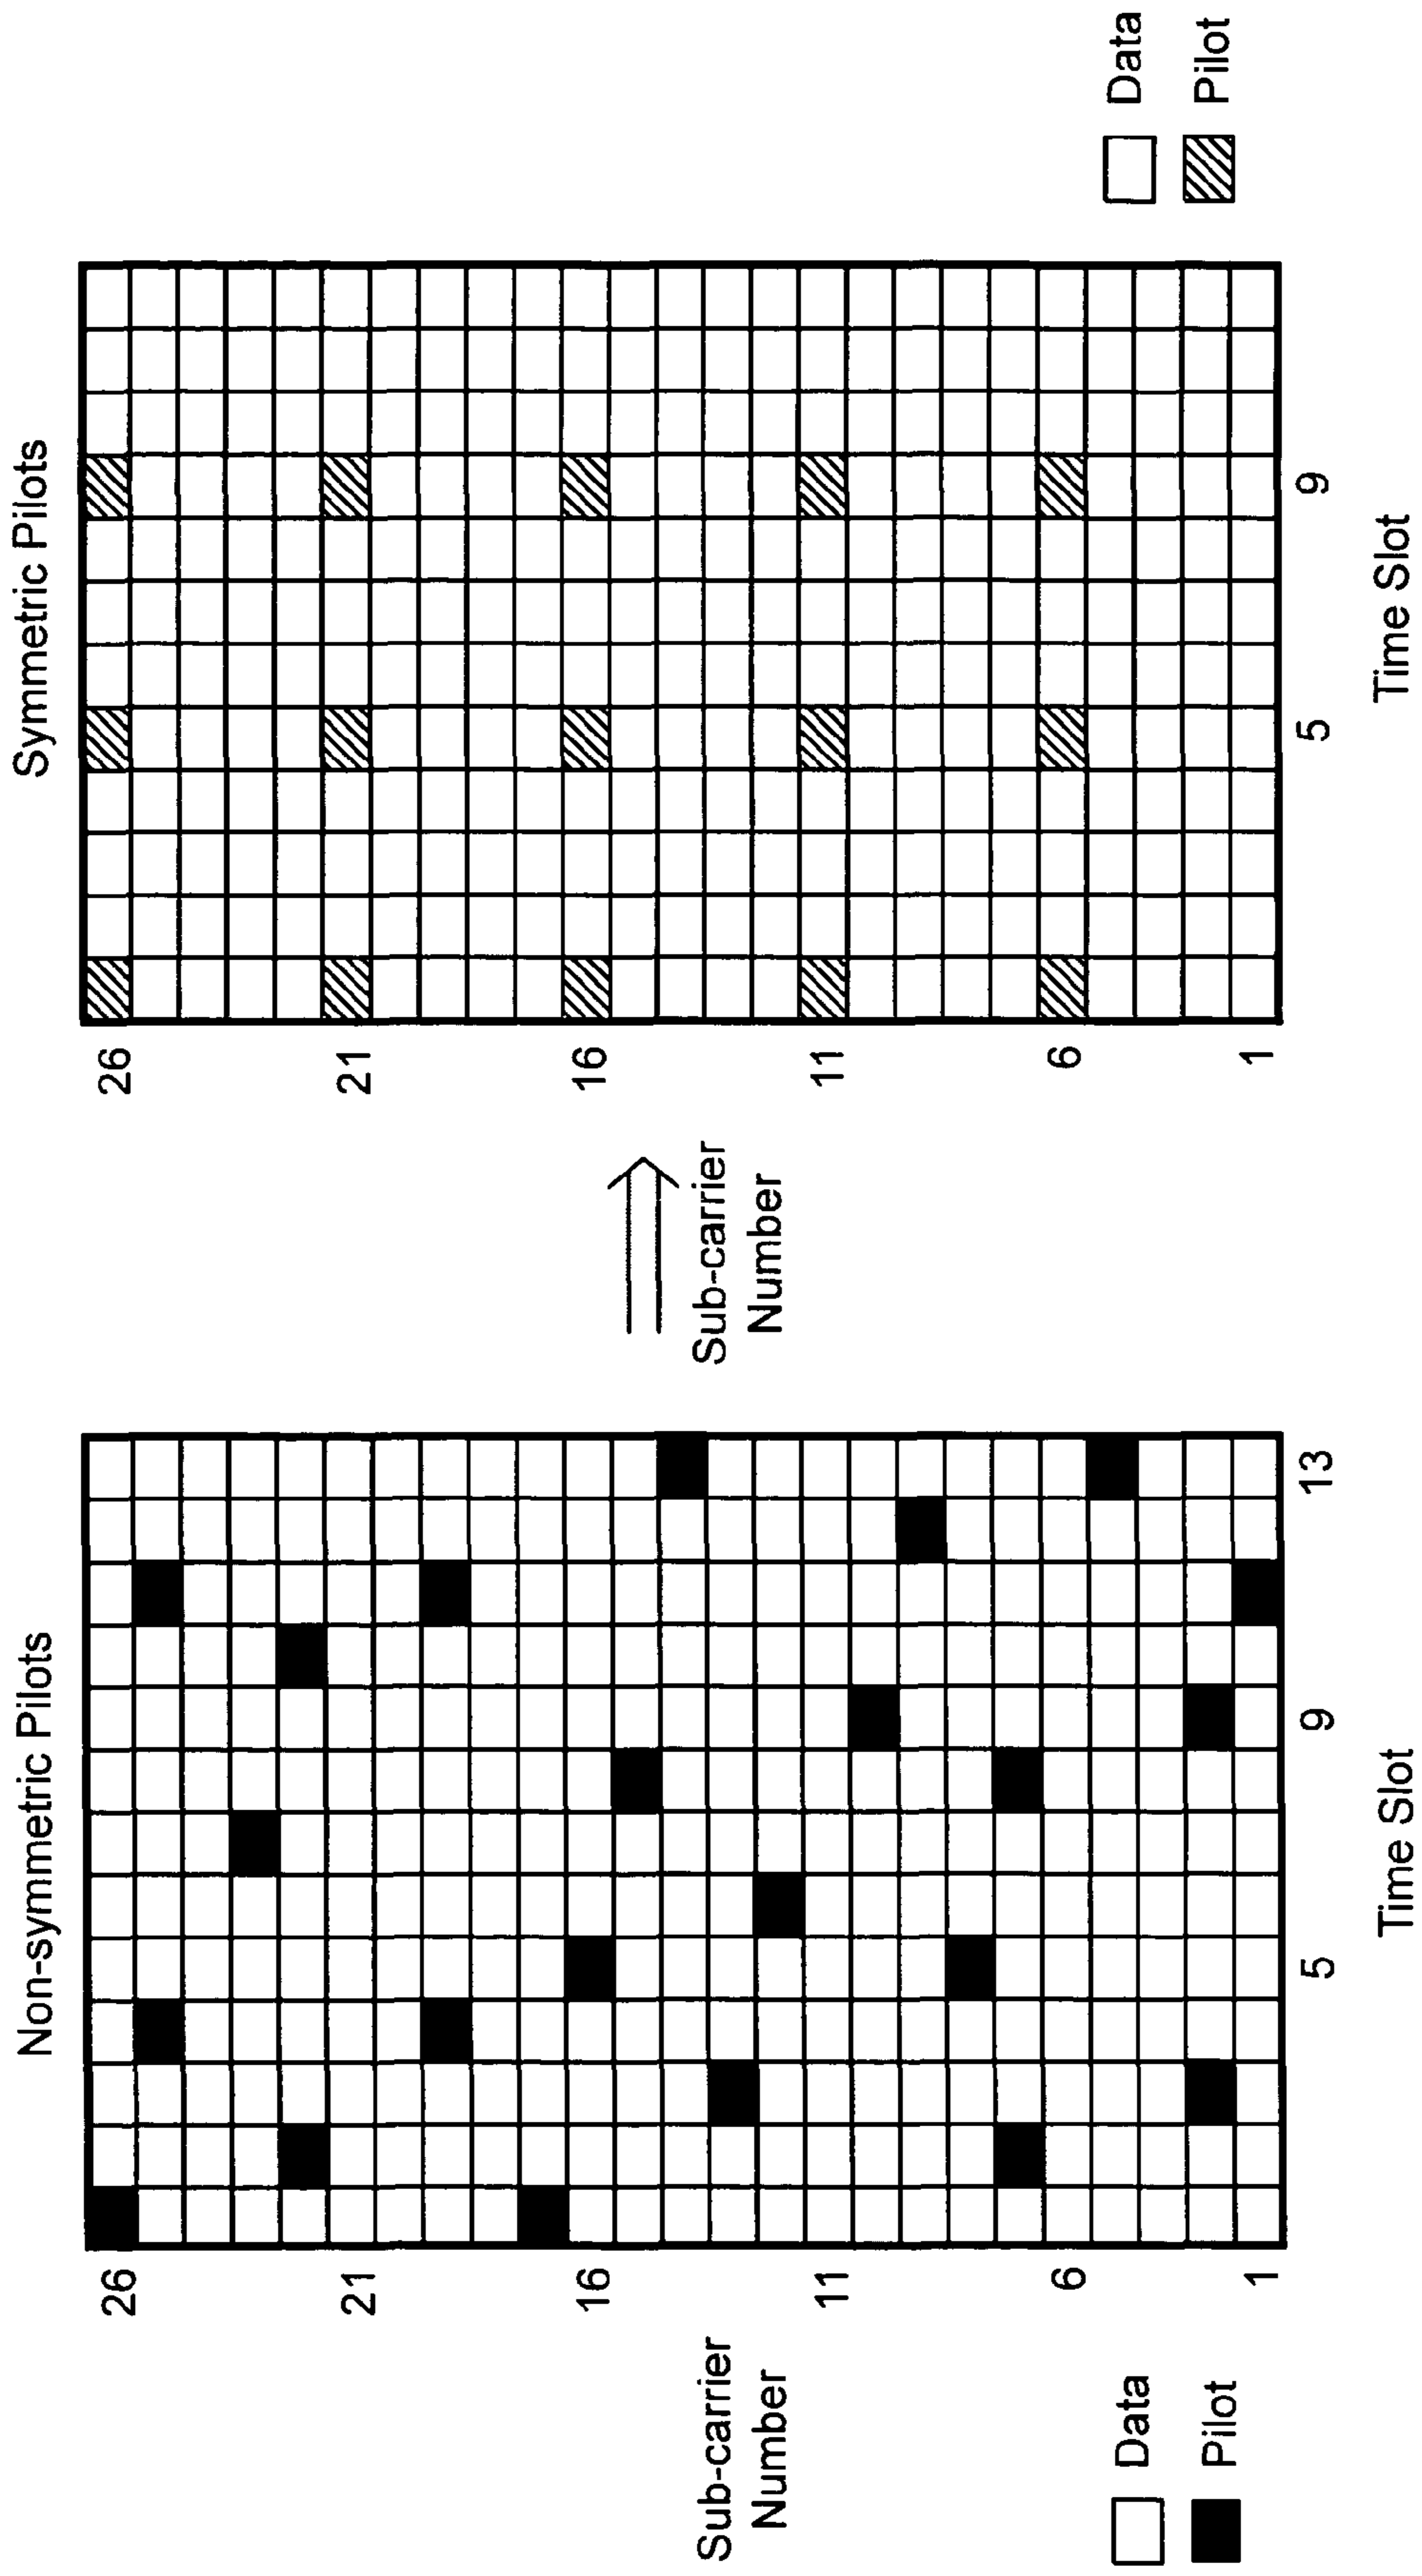 Non-symmetric Pilots
26
21
16
11
6
1
Sub-carrier
Number
5
9
13
Time Slot
Data
Pilot
Symmetric Pilots
26
21
16
11
6
1
Sub-carrier
Number
5
9
Time Slot
Data
Pilot